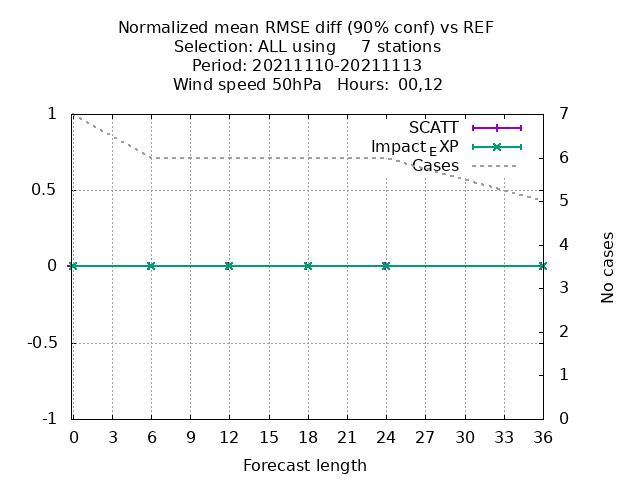 Normalized mean RMSE diff (90% conf) vs REF
Selection: ALL using     7 stations
Period: 20211110-20211113
Wind speed 50hPa   Hours: 00,12
1
0.5
0
-0.5
-1
7
6
5
4
3
2
1
0
SCATT
Impact_EXP
Cases
No cases
0 3 6 9 12 15 18 21 24 27 30 33 36
Forecast length